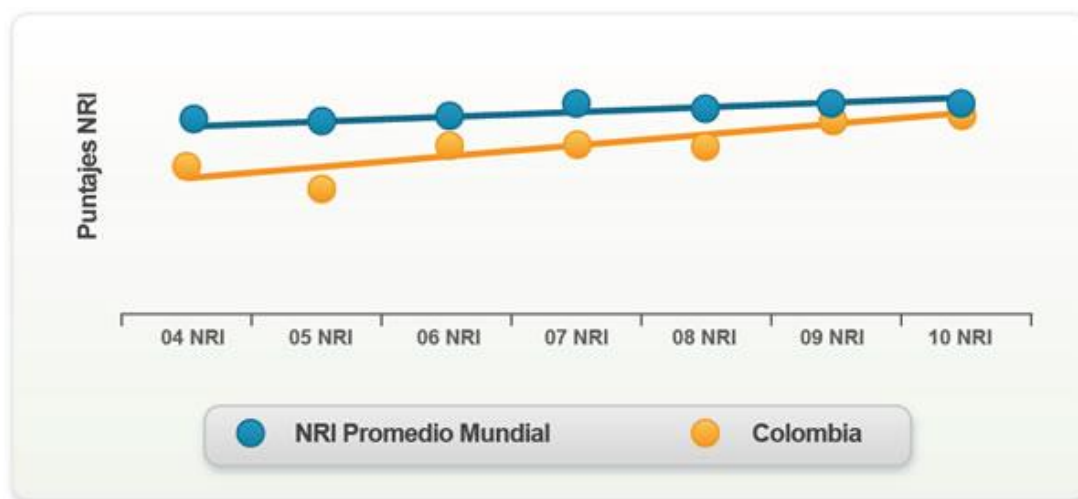 Puntajes NRI
04 NRI 05 NRI 06 NRI 07 NRI 08 NRI 09 NRI 10 NRI
NRI Promedio Mundial Colombia